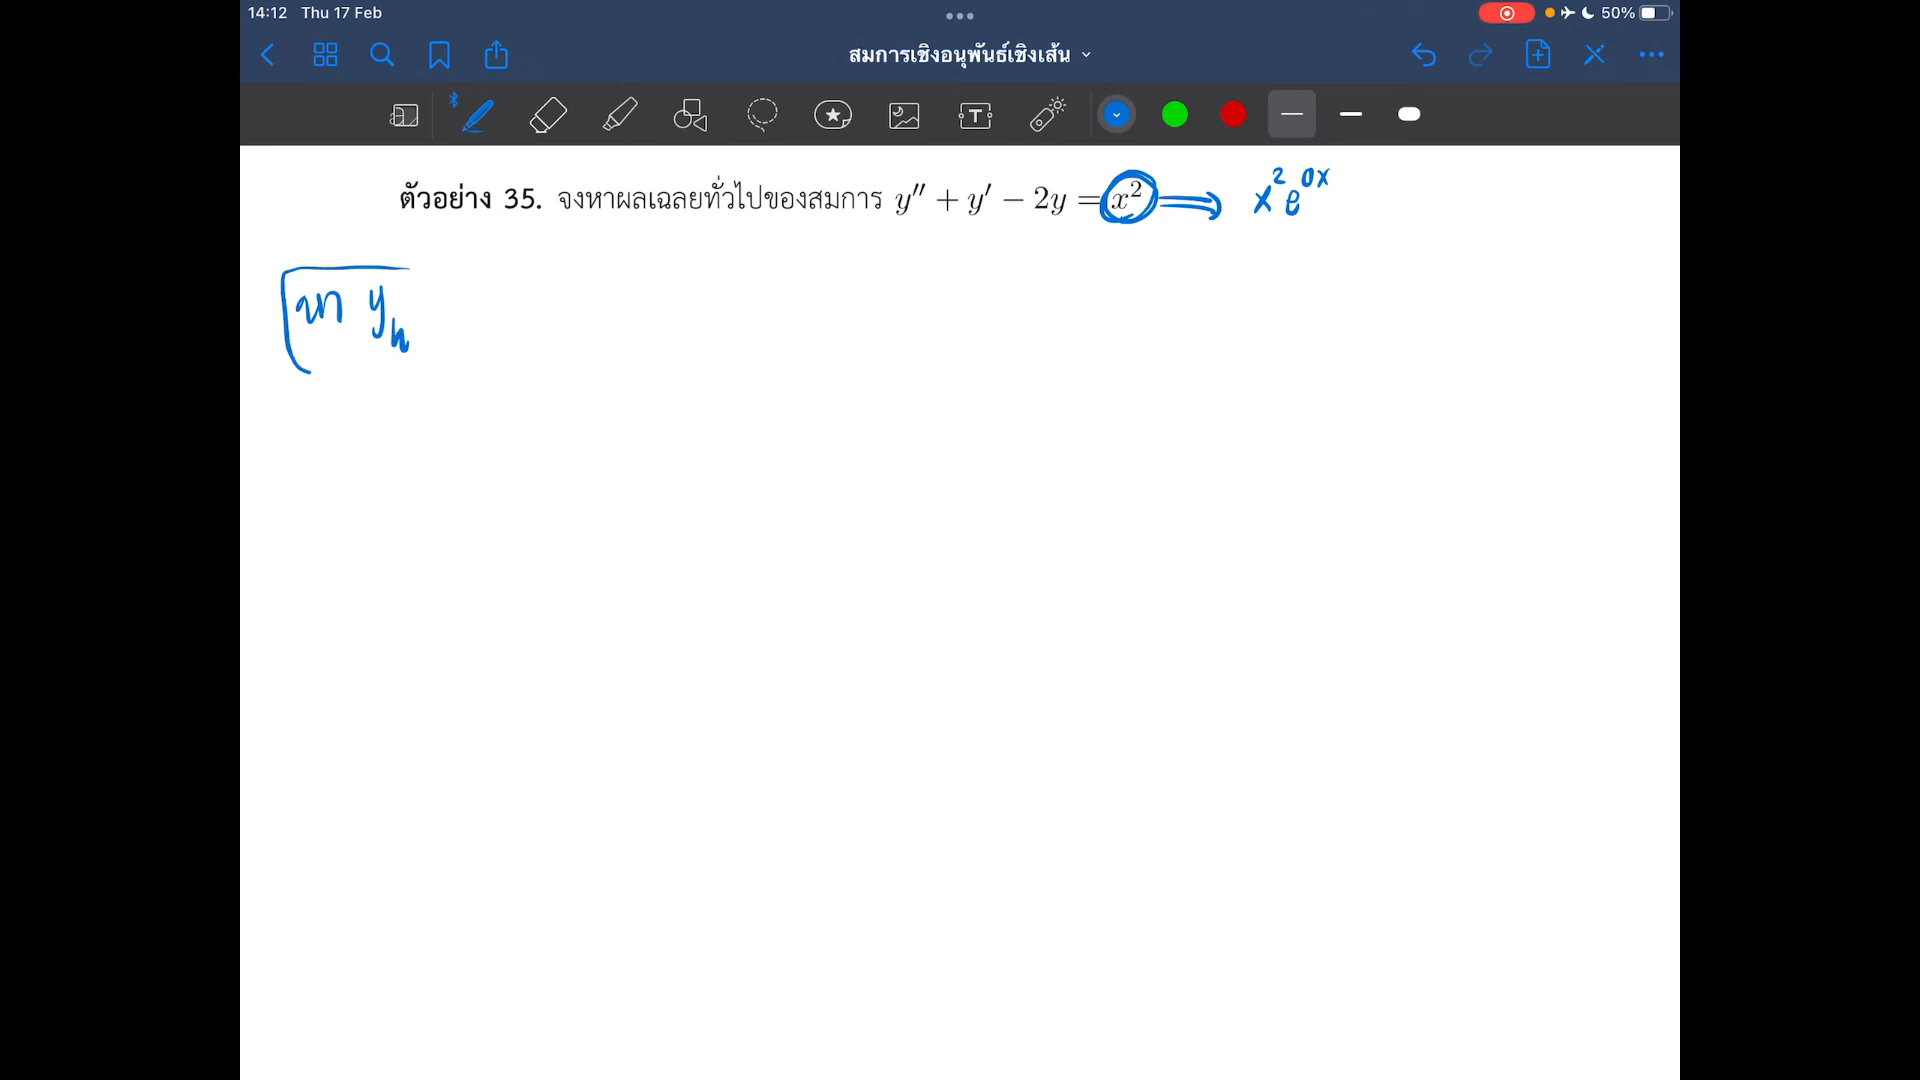 14:12 Thu 17 Feb
50%
สมการเชิงอนุพันธ์เชิงเส้น
T
ตัวอย่าง 35. จงหาผลเฉลยทั่วไปของสมการ y″ + y′ − 2y = x² ⟹ x²e⁰ˣ
หา yₕ